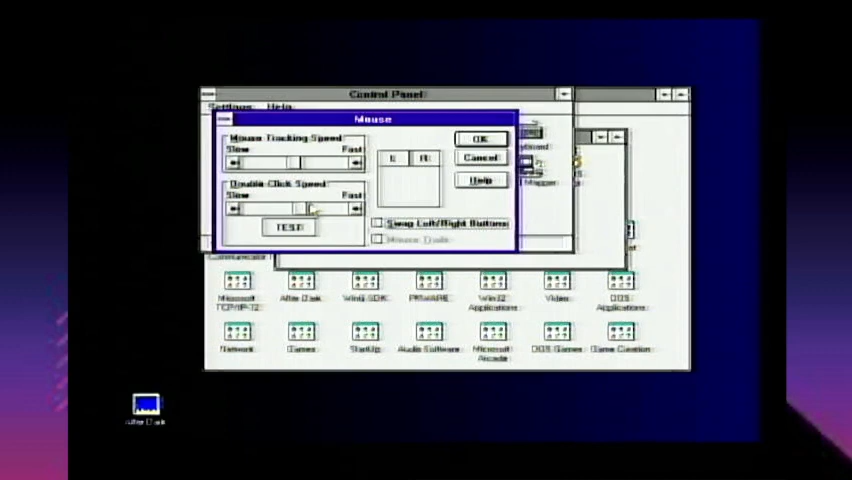 Control Panel
Settings Help
Mouse
Mouse Tracking Speed
Slow Fast
L R
OK
Cancel
Help
Double-Click Speed
Slow Fast
TEST
Swap Left/Right Buttons
Mouse Trails
Microsoft TCP/IP-32
After Dark
WinG SDK
PKWARE
Win32 Applications
Video
DOS Applications
Network
Games
StartUp
Audio Software
Microsoft Arcade
DOS Games
Game Creation
After Dark